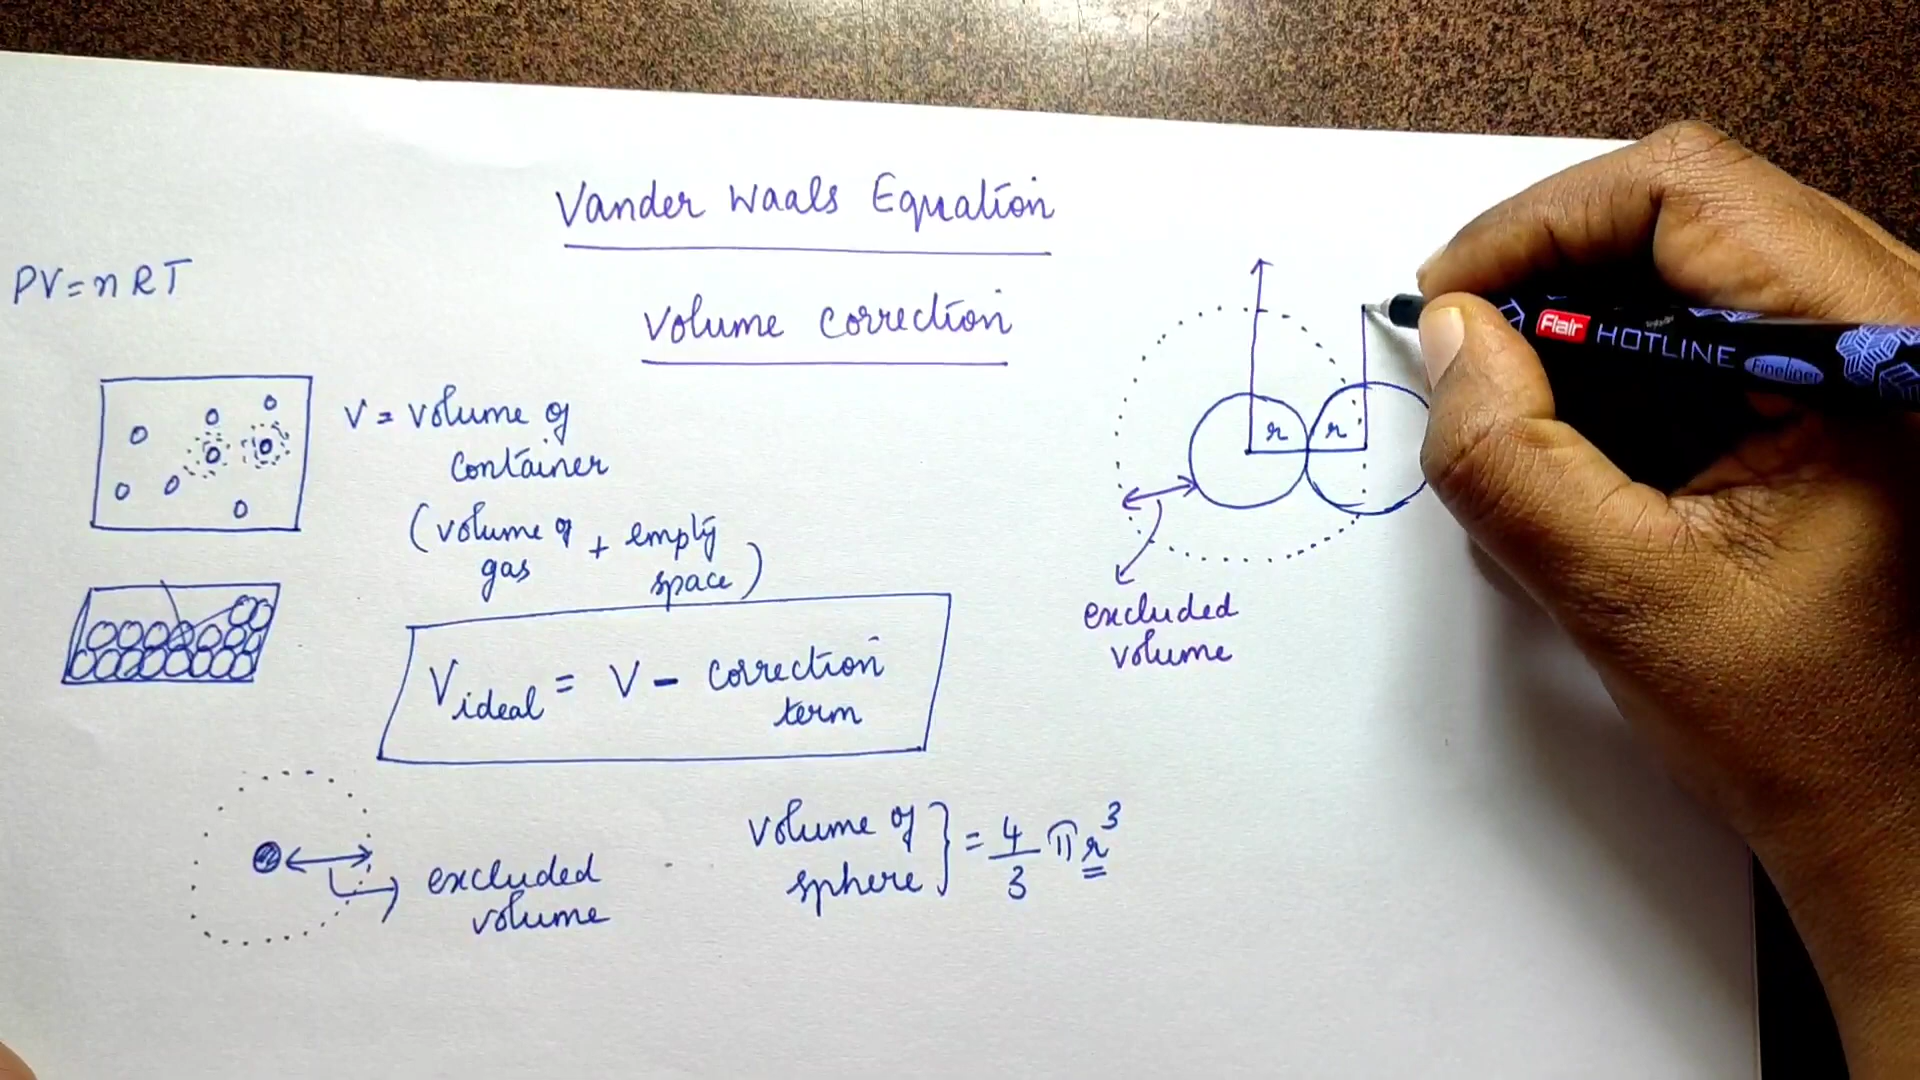 Vander Waals Equation
Volume correction
PV = nRT
V = Volume of
container
(Volume of + empty
gas space)
Videal = V - correction
term
excluded
volume
Volume of } = 4/3 πr³
sphere
r r
excluded
volume
Flair HOTLINE Fineliner